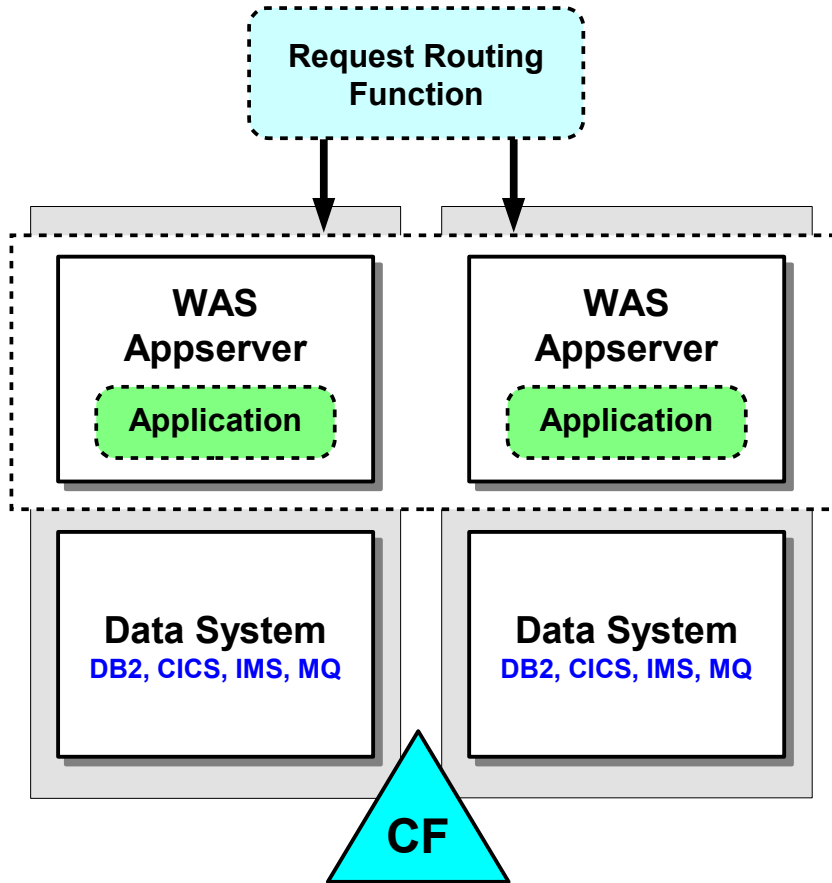 Request Routing
Function
WAS
Appserver
Application
WAS
Appserver
Application
Data System
DB2, CICS, IMS, MQ
Data System
DB2, CICS, IMS, MQ
CF